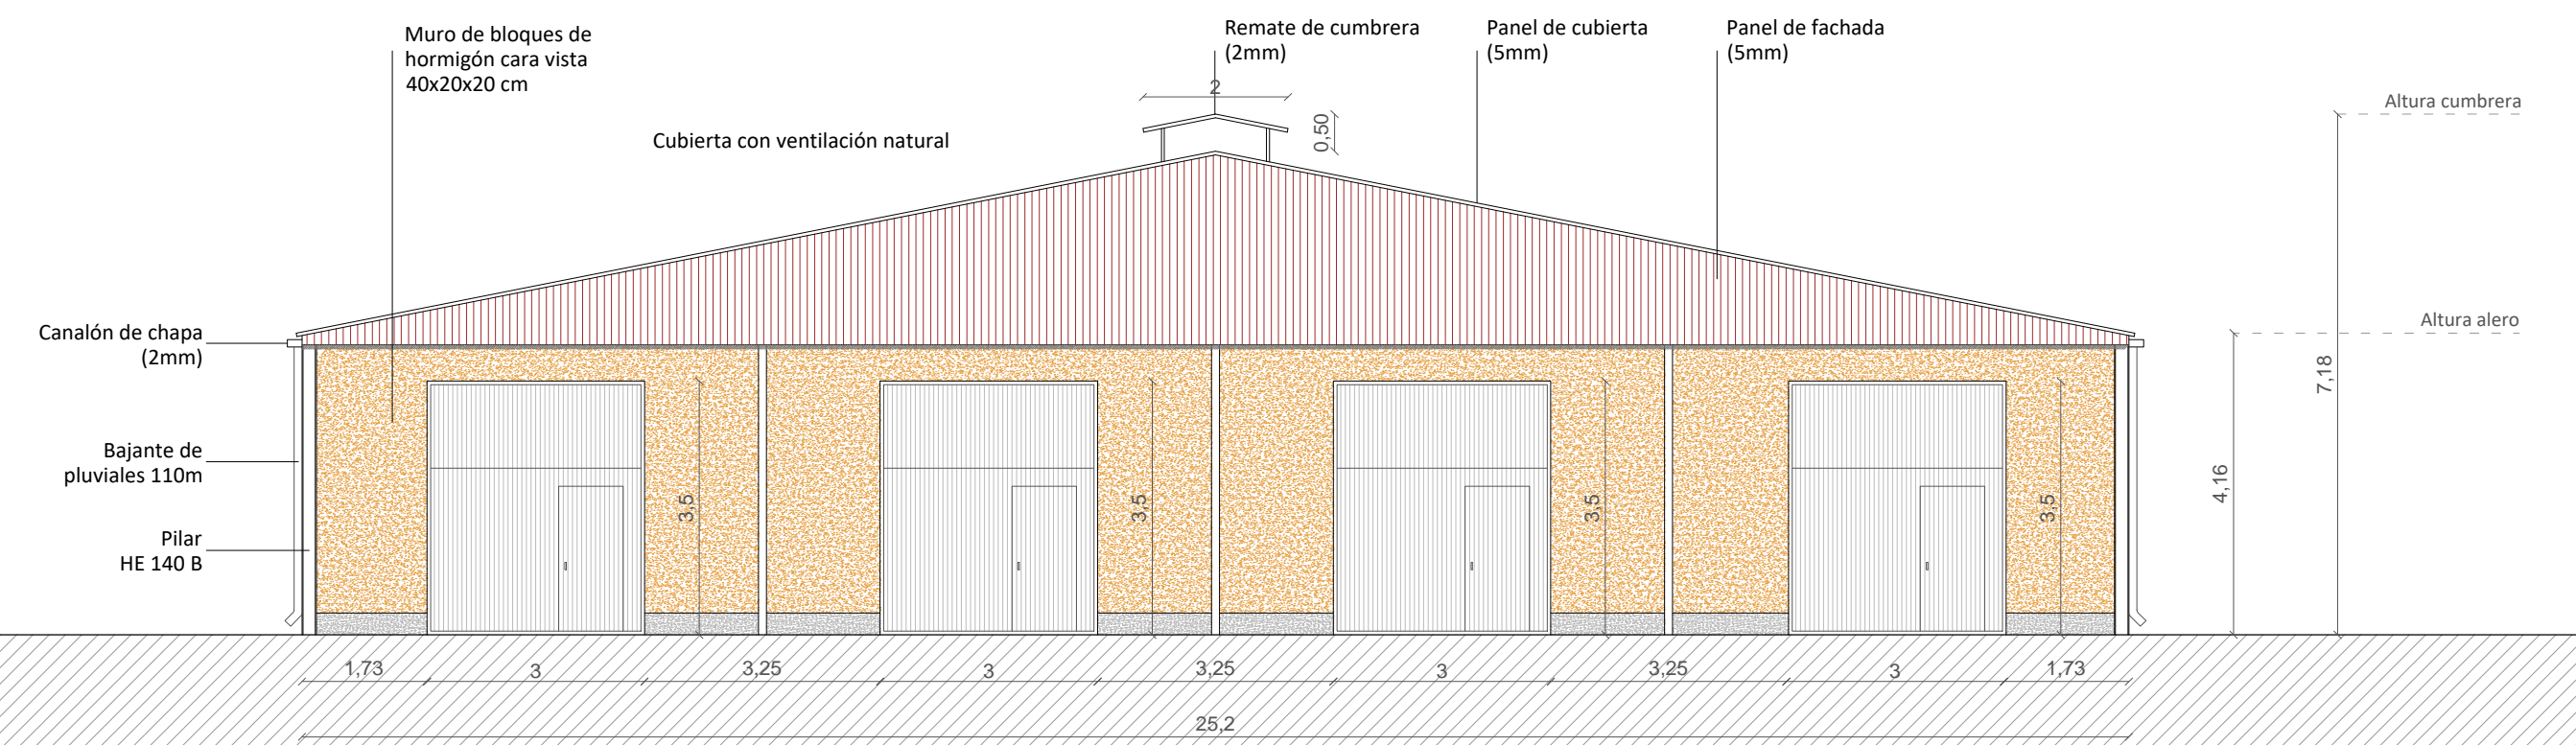 Muro de bloques de
hormigón cara vista
40x20x20 cm
Remate de cumbrera
(2mm)
Panel de cubierta
(5mm)
Panel de fachada
(5mm)
2
0,50
Altura cumbrera
Cubierta con ventilación natural
Canalón de chapa
(2mm)
Altura alero
7,18
4,16
Bajante de
pluviales 110m
3,5
3,5
3,5
3,5
Pilar
HE 140 B
1,73
3
3,25
3
3,25
3
3,25
3
1,73
25,2